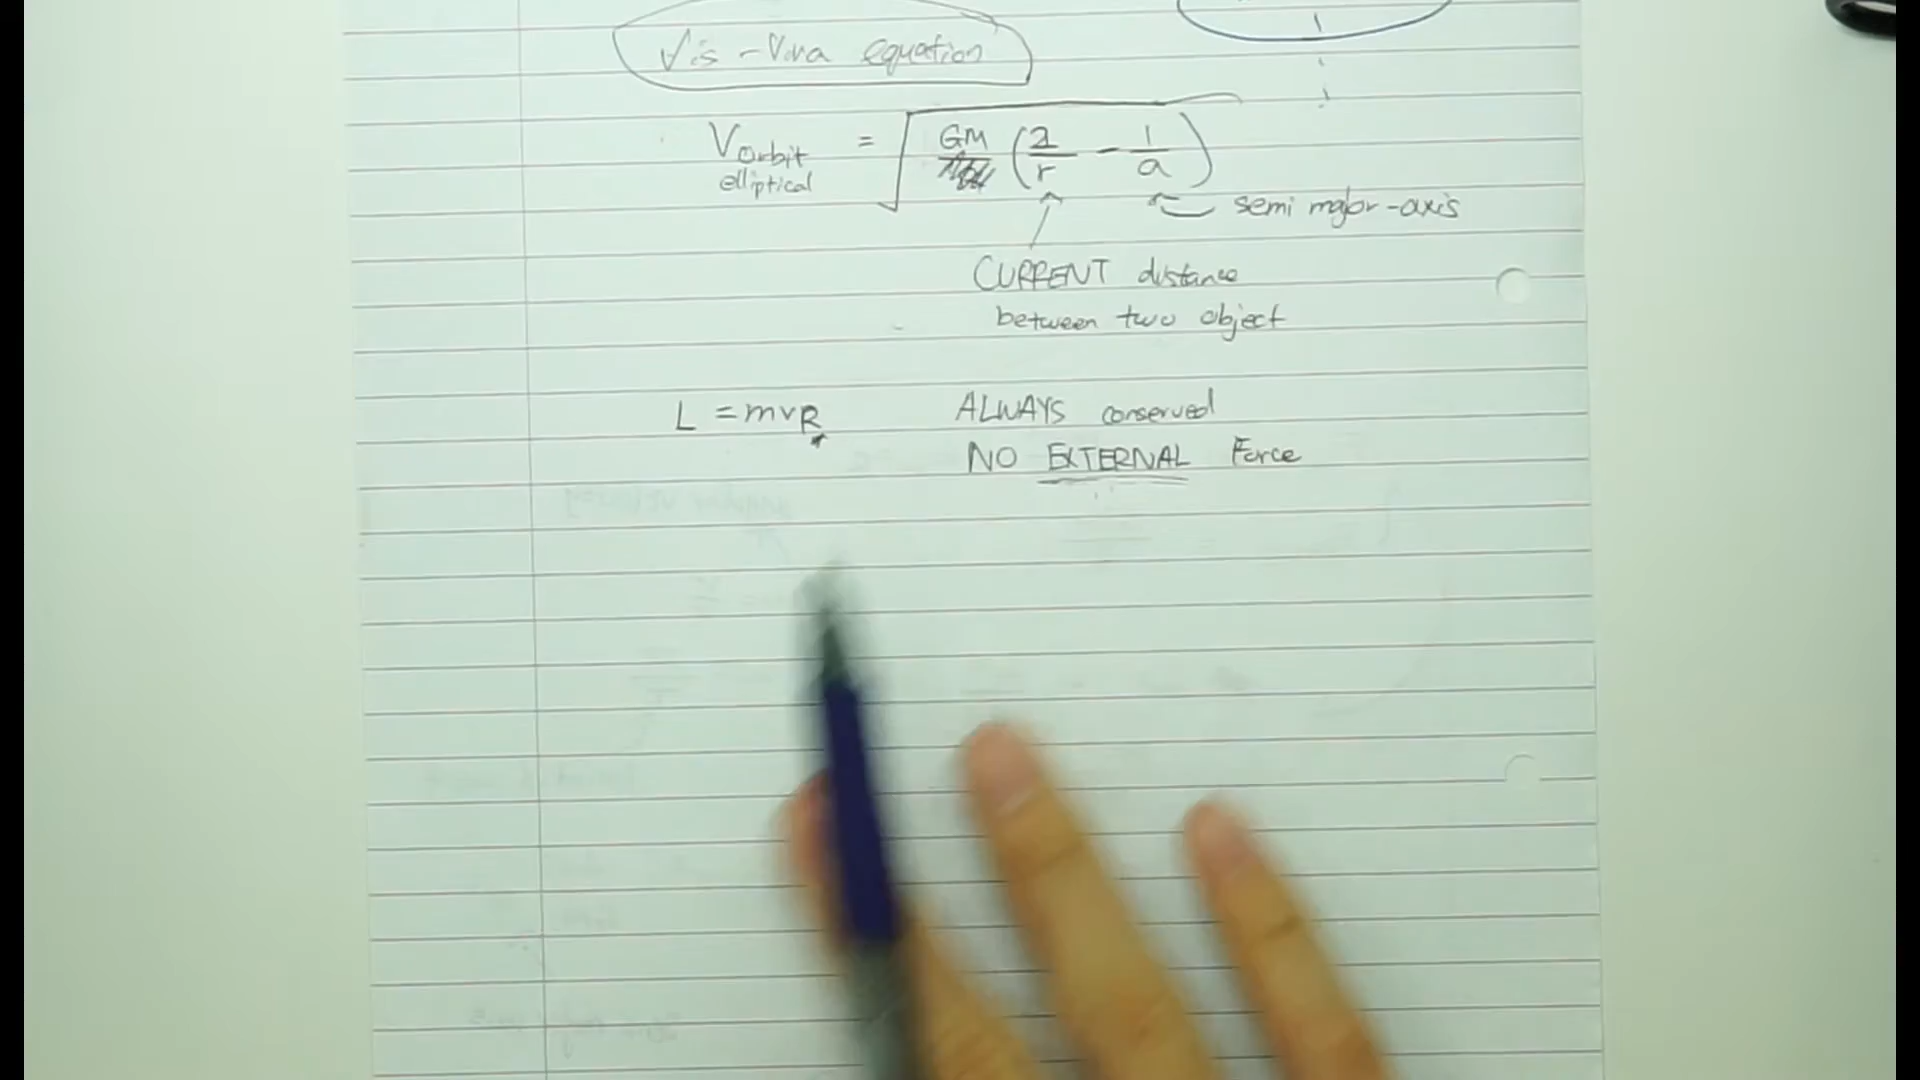 Vis-Viva equation
V orbit elliptical = √ GM (2/r - 1/a)
semi major-axis
CURRENT distance
between two object
L = mvR ALWAYS conserved
NO EXTERNAL Force